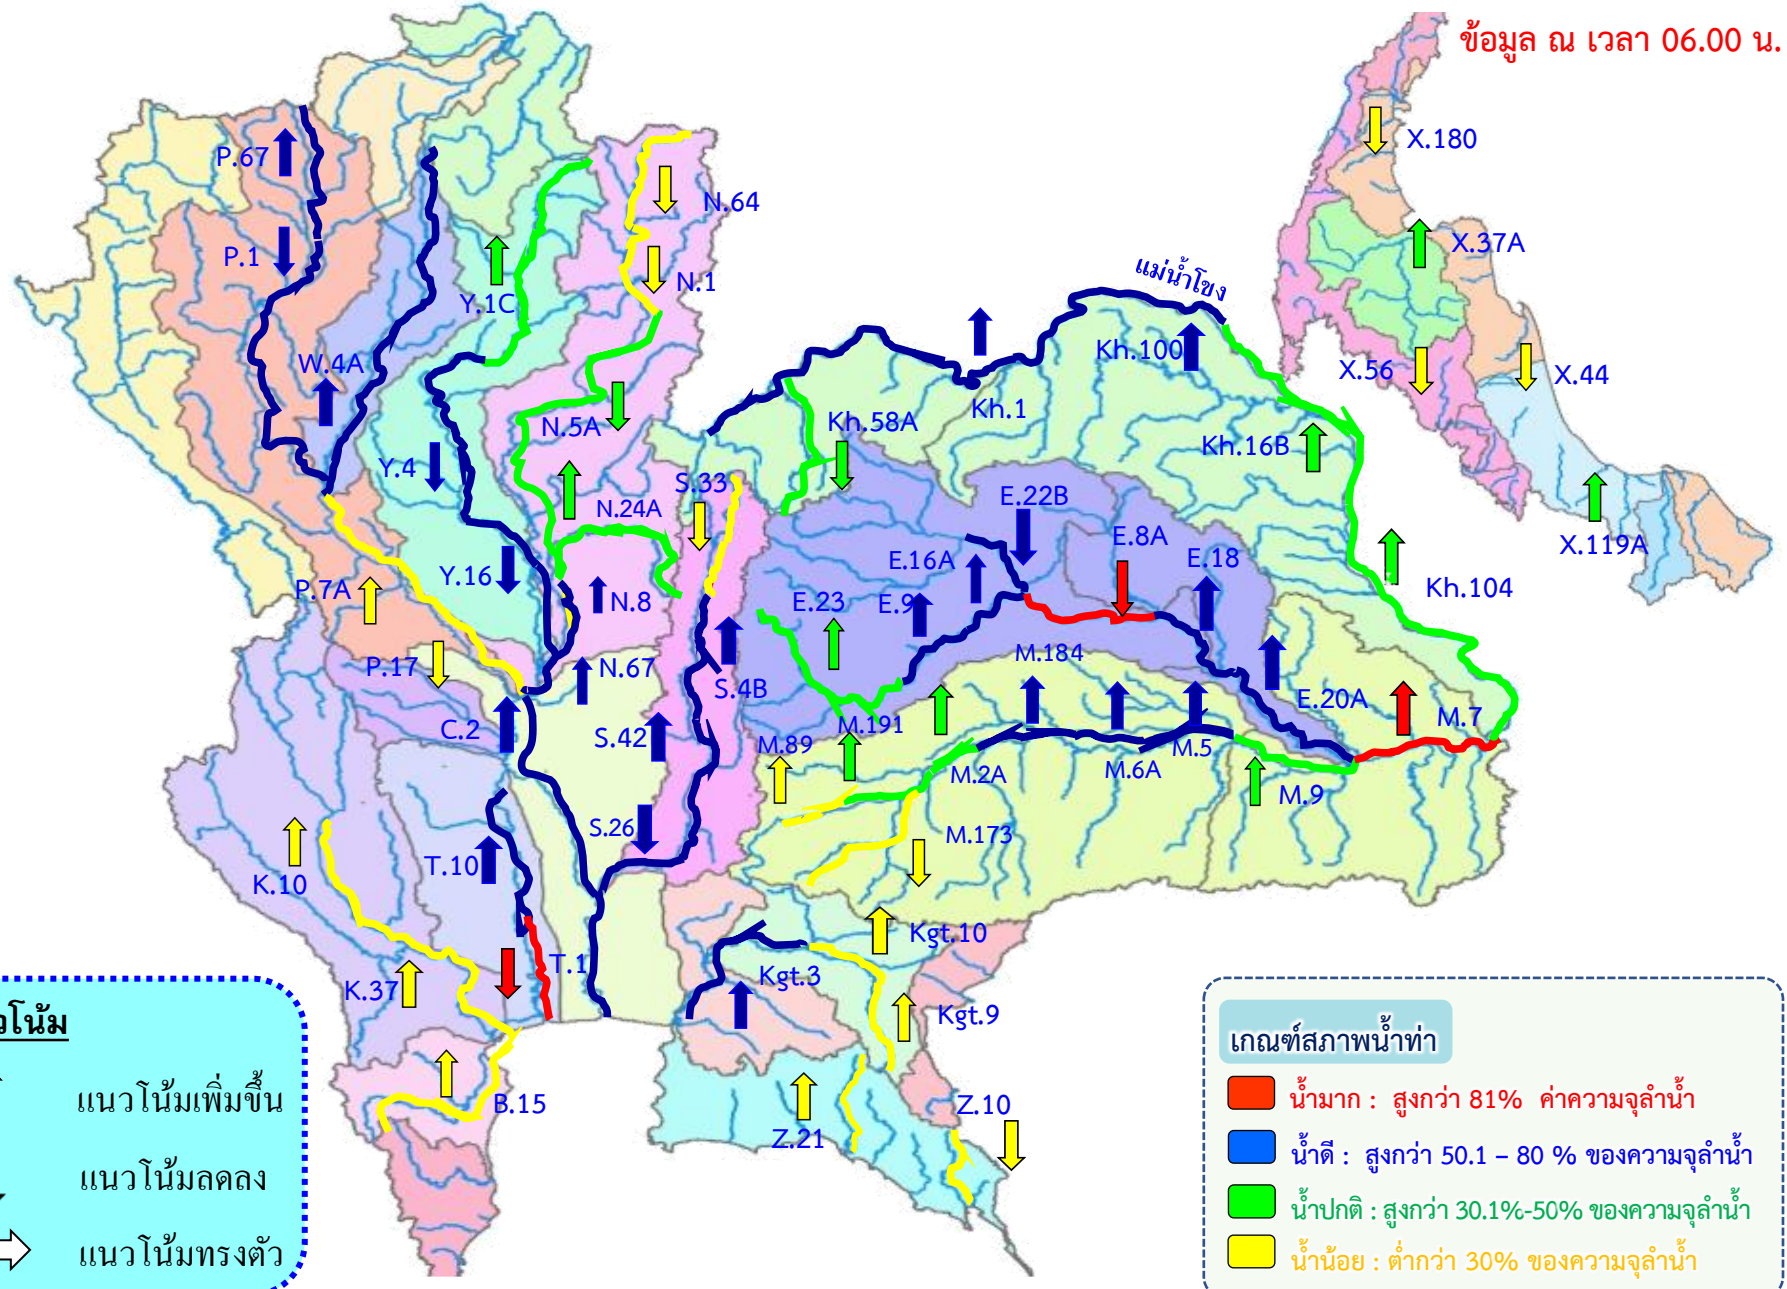 ข้อมูล ณ เวลา 06.00 น.
X.180
P.67
N.64
P.1
X.37A
แม่น้ำโขง
N.1
Y.1C
Kh.100
W.4A
X.56
X.44
Kh.1
Kh.58A
N.5A
Kh.16B
Y.4
S.33
E.22B
N.24A
E.8A
X.119A
E.16A
E.18
Y.16
P.7A
Kh.104
N.8
E.23
E.9
M.184
P.17
N.67
S.4B
E.20A
M.7
C.2
S.42
M.191
M.89
M.5
M.2A
M.6A
M.9
S.26
M.173
T.10
K.10
Kgt.10
T.1
Kgt.3
K.37
Kgt.9
B.15
Z.10
Z.21
วโน้ม
แนวโน้มเพิ่มขึ้น
แนวโน้มลดลง
แนวโน้มทรงตัว
เกณฑ์สภาพน้ำท่า
น้ำมาก : สูงกว่า 81% ค่าความจุลำน้ำ
น้ำดี : สูงกว่า 50.1 – 80 % ของความจุลำน้ำ
น้ำปกติ : สูงกว่า 30.1%-50% ของความจุลำน้ำ
น้ำน้อย : ต่ำกว่า 30% ของความจุลำน้ำ